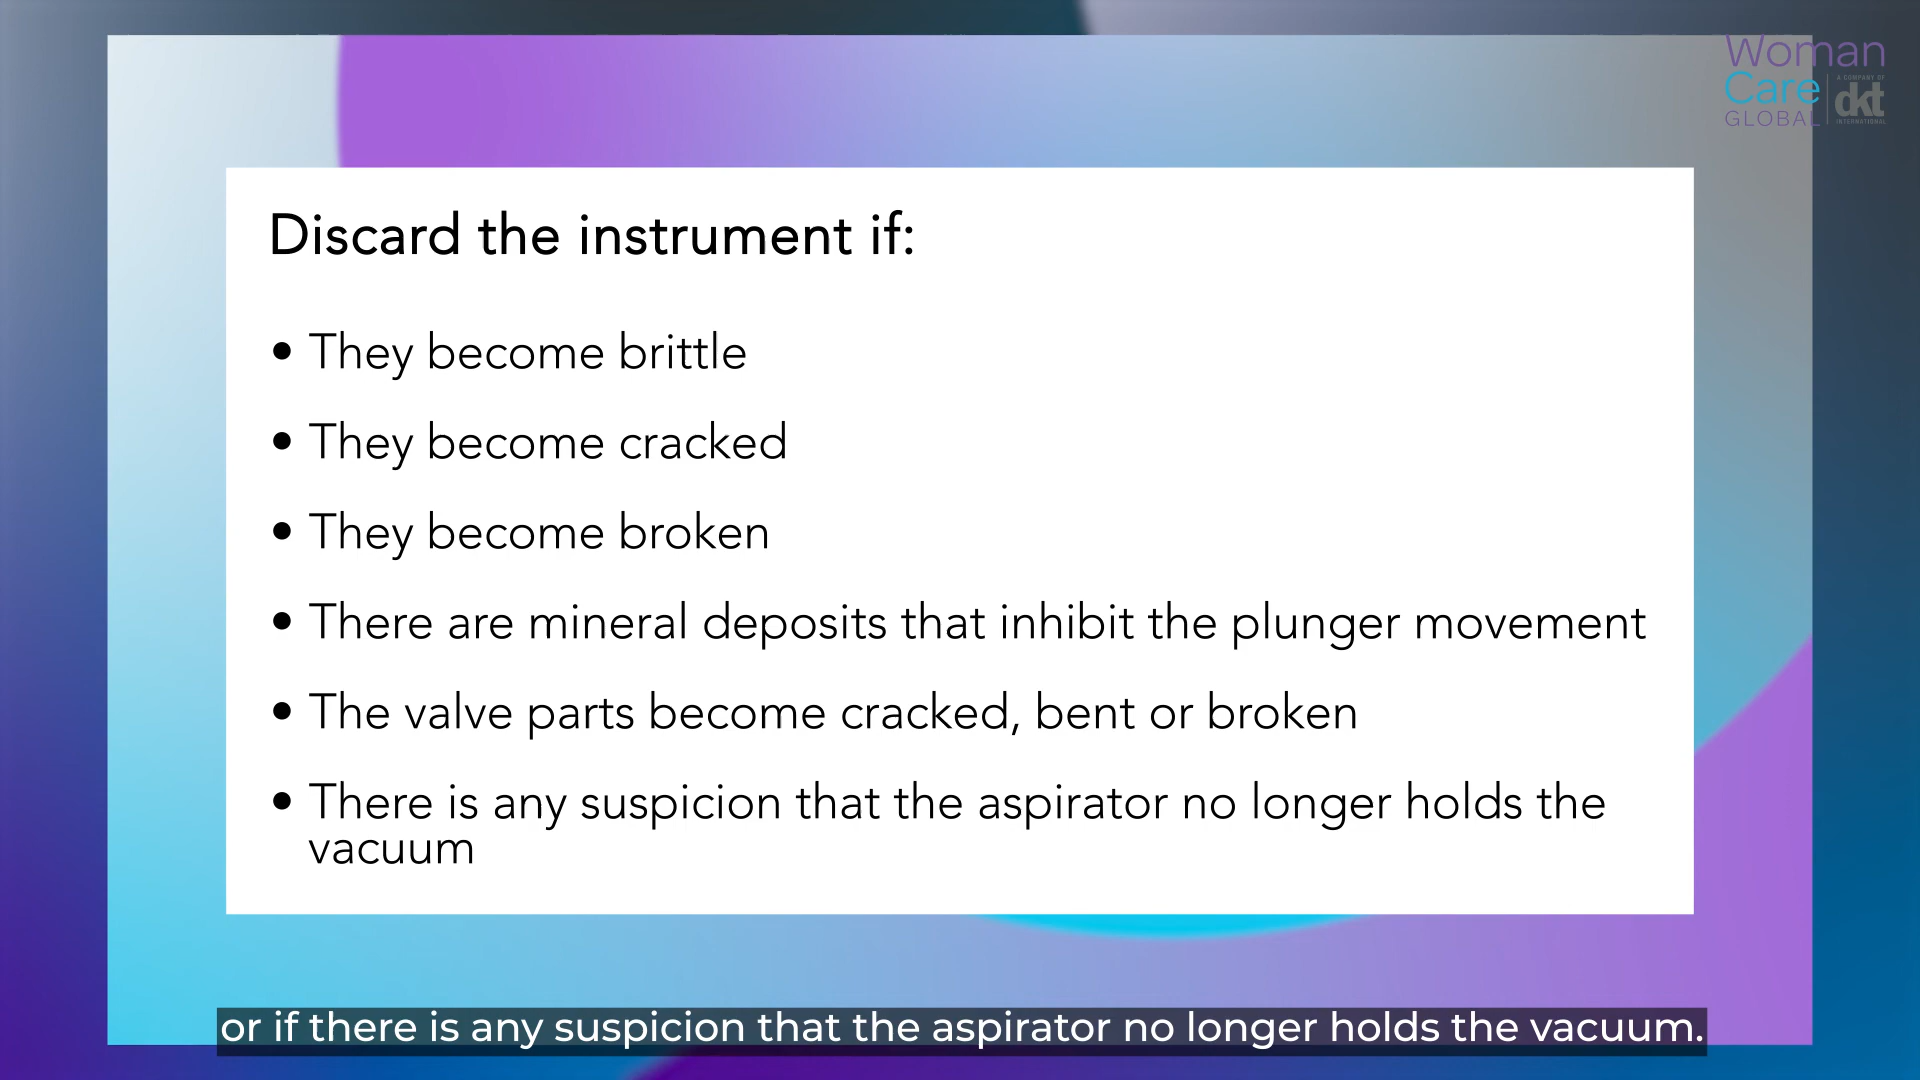 Woman
Care
GLOBAL
A COMPANY OF
dkt
INTERNATIONAL
Discard the instrument if:
• They become brittle
• They become cracked
• They become broken
• There are mineral deposits that inhibit the plunger movement
• The valve parts become cracked, bent or broken
• There is any suspicion that the aspirator no longer holds the
vacuum
or if there is any suspicion that the aspirator no longer holds the vacuum.